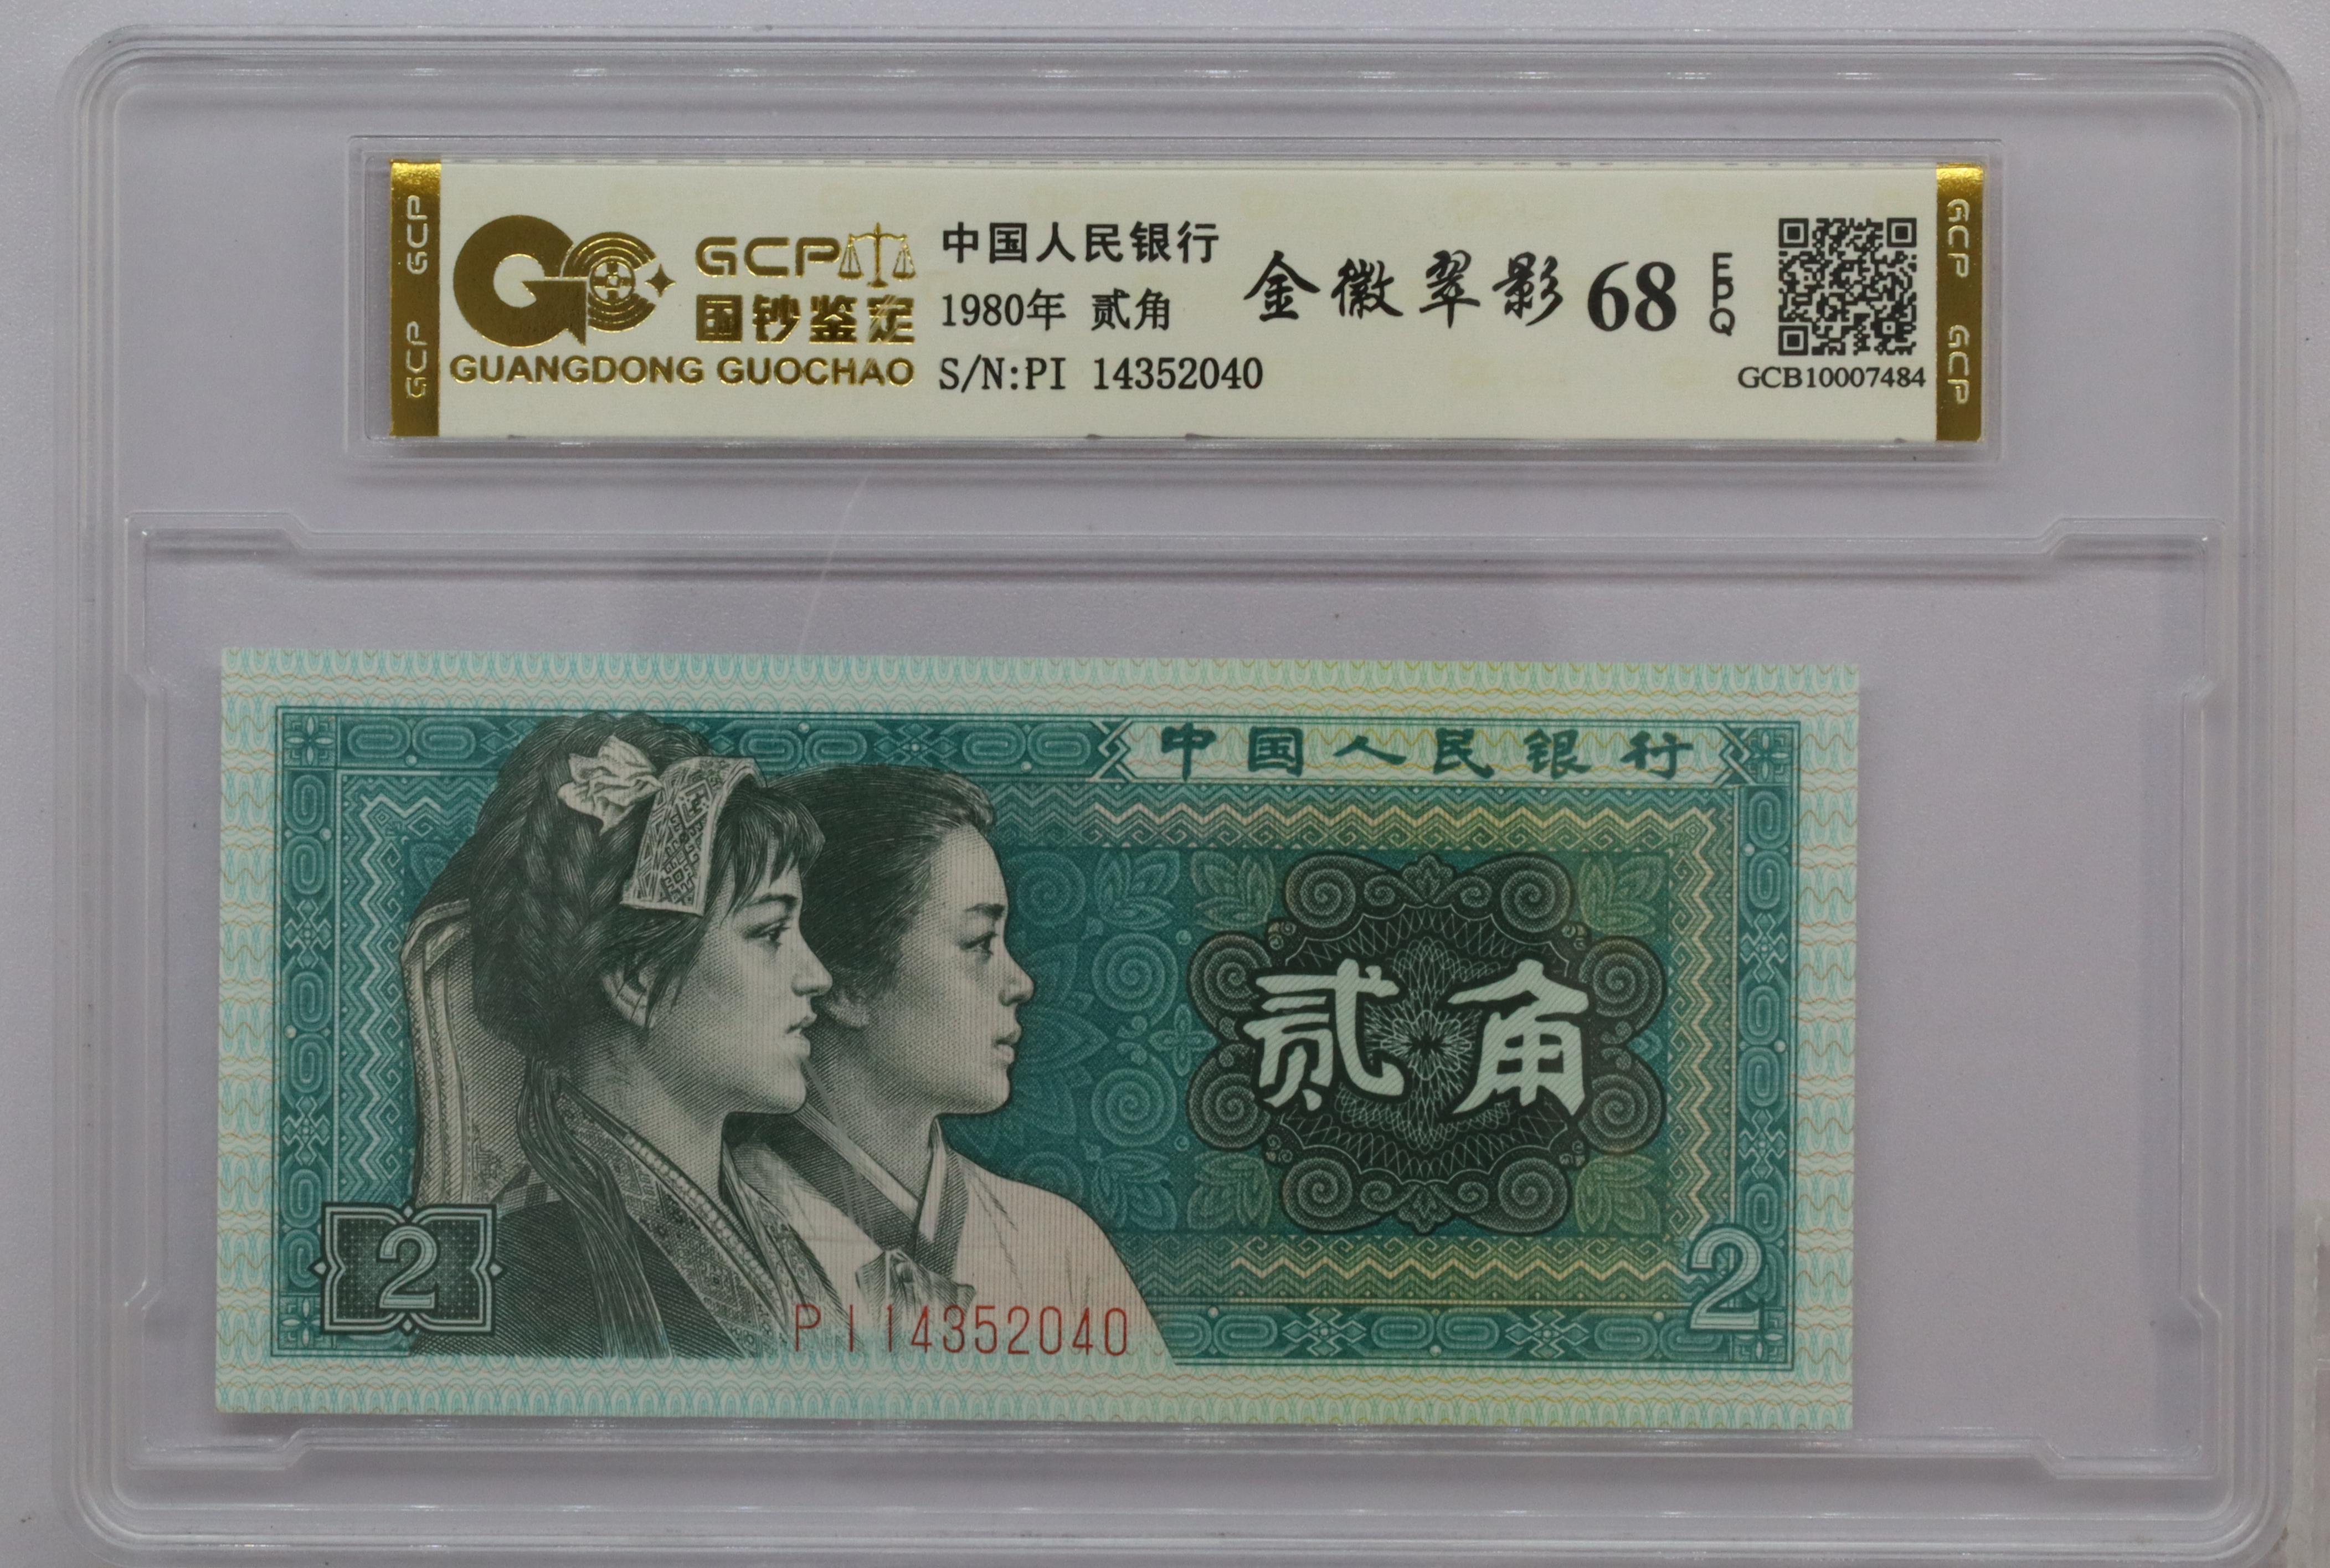 GCP GCP
GCP
国钞鉴定
GUANGDONG GUOCHAO
中国人民银行
1980年 贰角
S/N:PI 14352040
金徽翠影 68 EPQ
GCB10007484
GCP GCP
中国人民银行
贰角
2
PI14352040
2